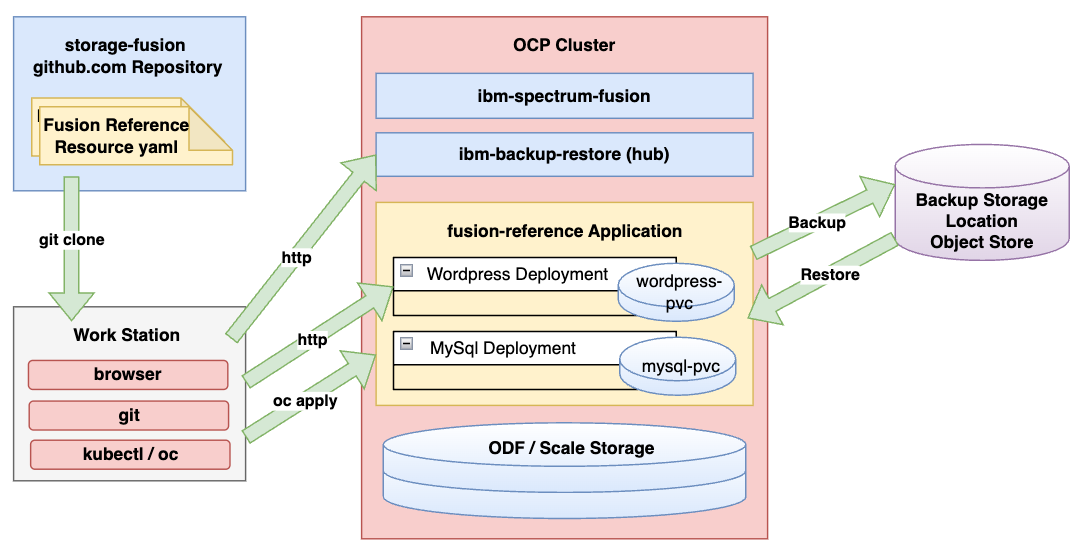 storage-fusion
github.com Repository
Fusion Reference
Resource yaml
git clone
Work Station
browser
git
kubectl / oc
http
http
oc apply
OCP Cluster
ibm-spectrum-fusion
ibm-backup-restore (hub)
fusion-reference Application
Wordpress Deployment
wordpress-
pvc
MySql Deployment
mysql-pvc
ODF / Scale Storage
Backup
Restore
Backup Storage
Location
Object Store